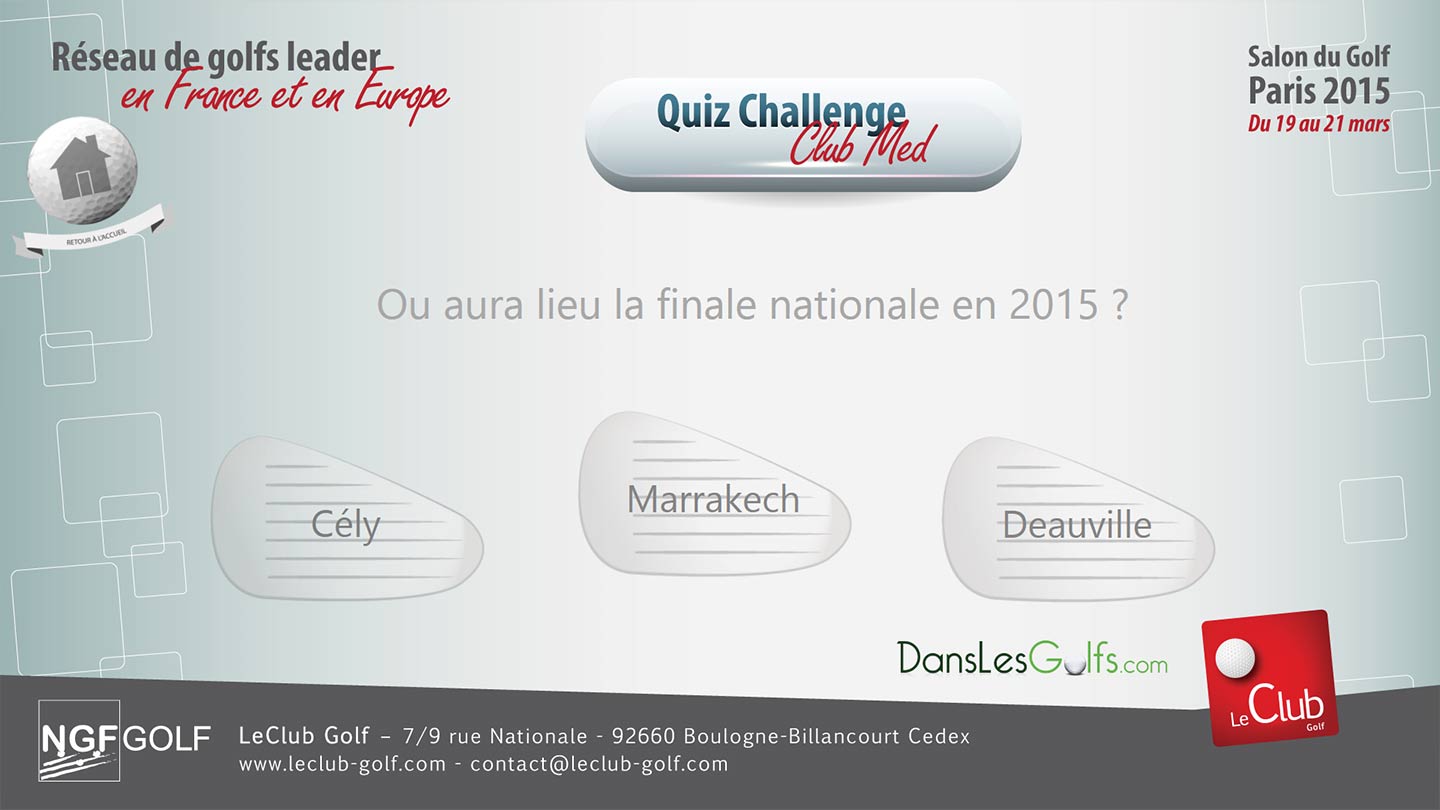 Réseau de golfs leader
en France et en Europe
RETOUR À L'ACCUEIL
Quiz Challenge
Club Med
Salon du Golf
Paris 2015
Du 19 au 21 mars
Ou aura lieu la finale nationale en 2015 ?
Cély
Marrakech
Deauville
DansLesGolfs.com
LeClub
Golf
NGF GOLF
LeClub Golf – 7/9 rue Nationale - 92660 Boulogne-Billancourt Cedex
www.leclub-golf.com - contact@leclub-golf.com